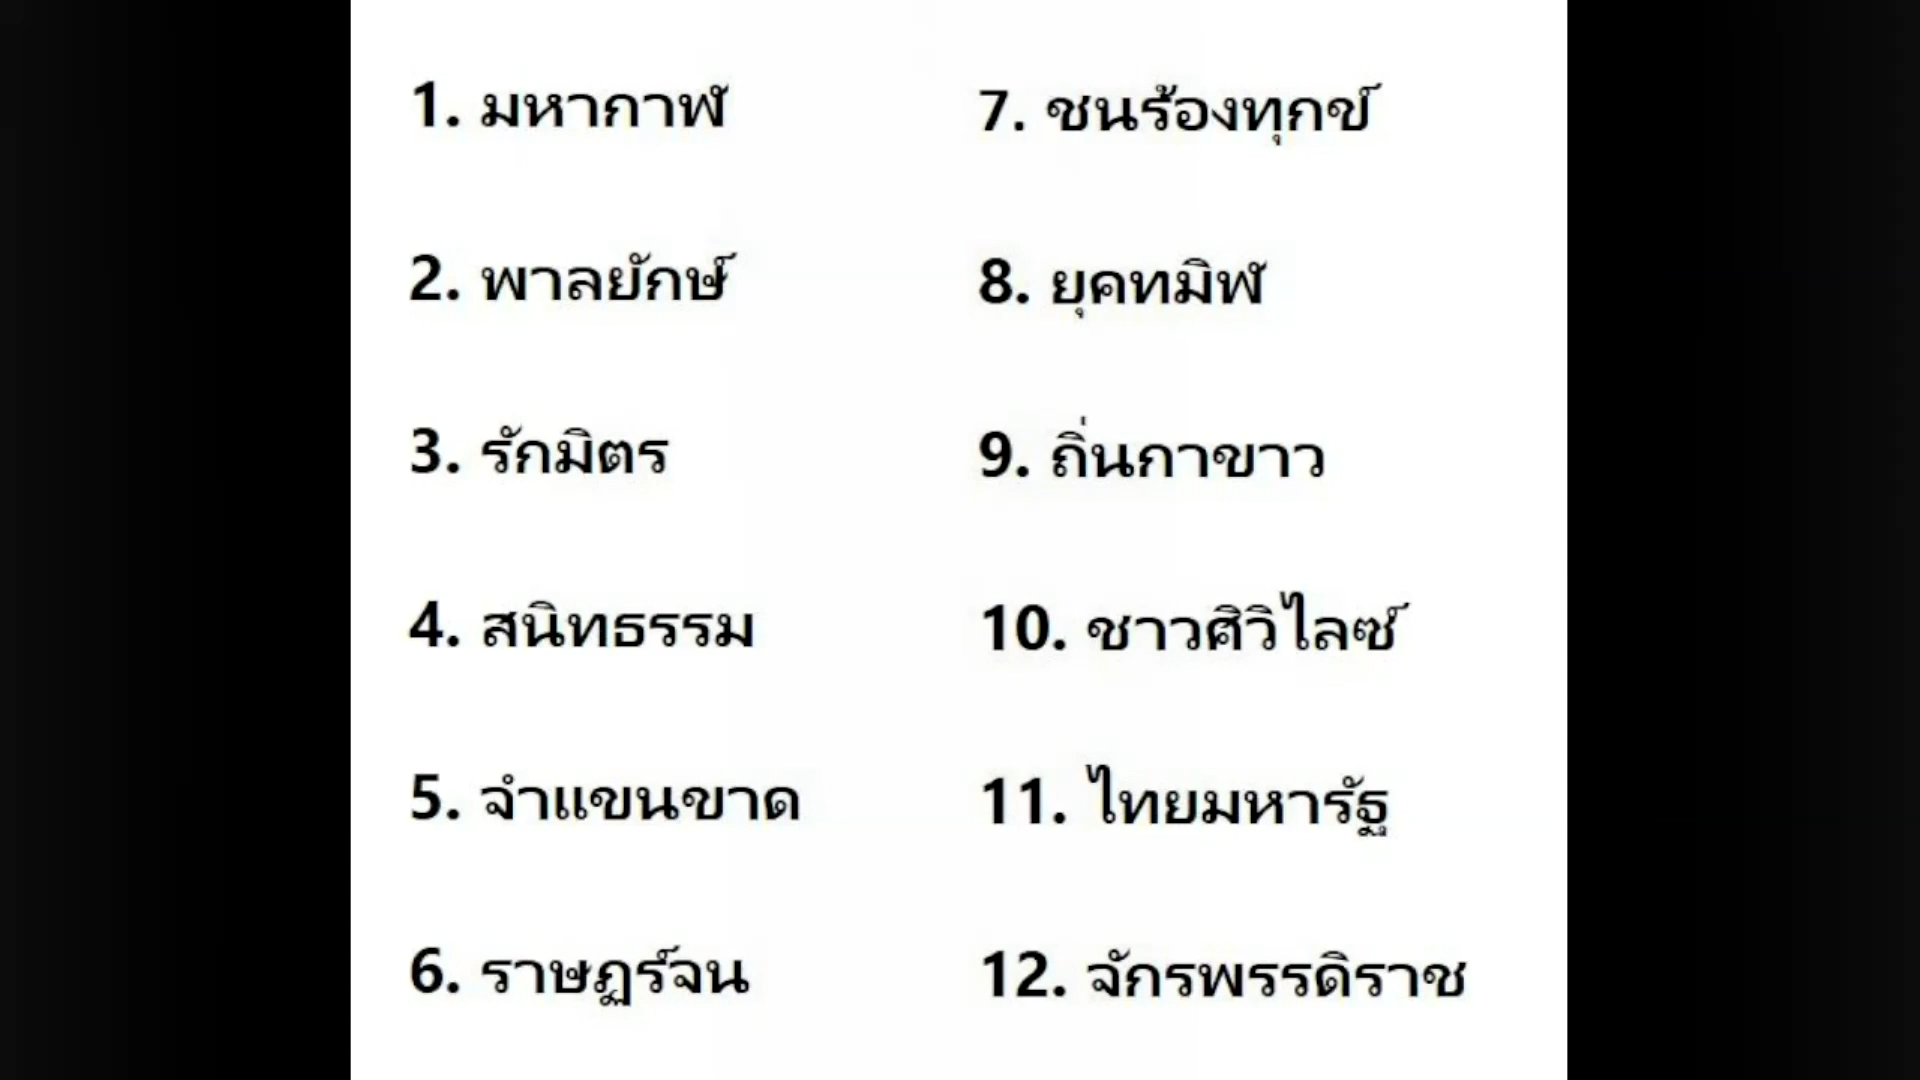 1. มหากาฬ
2. พาลยักษ์
3. รักมิตร
4. สนิทธรรม
5. จำแขนขาด
6. ราษฏร์จน
7. ชนร้องทุกข์
8. ยุคทมิฬ
9. ถิ่นกาขาว
10. ชาวศิวิไลซ์
11. ไทยมหารัฐ
12. จักรพรรดิราช